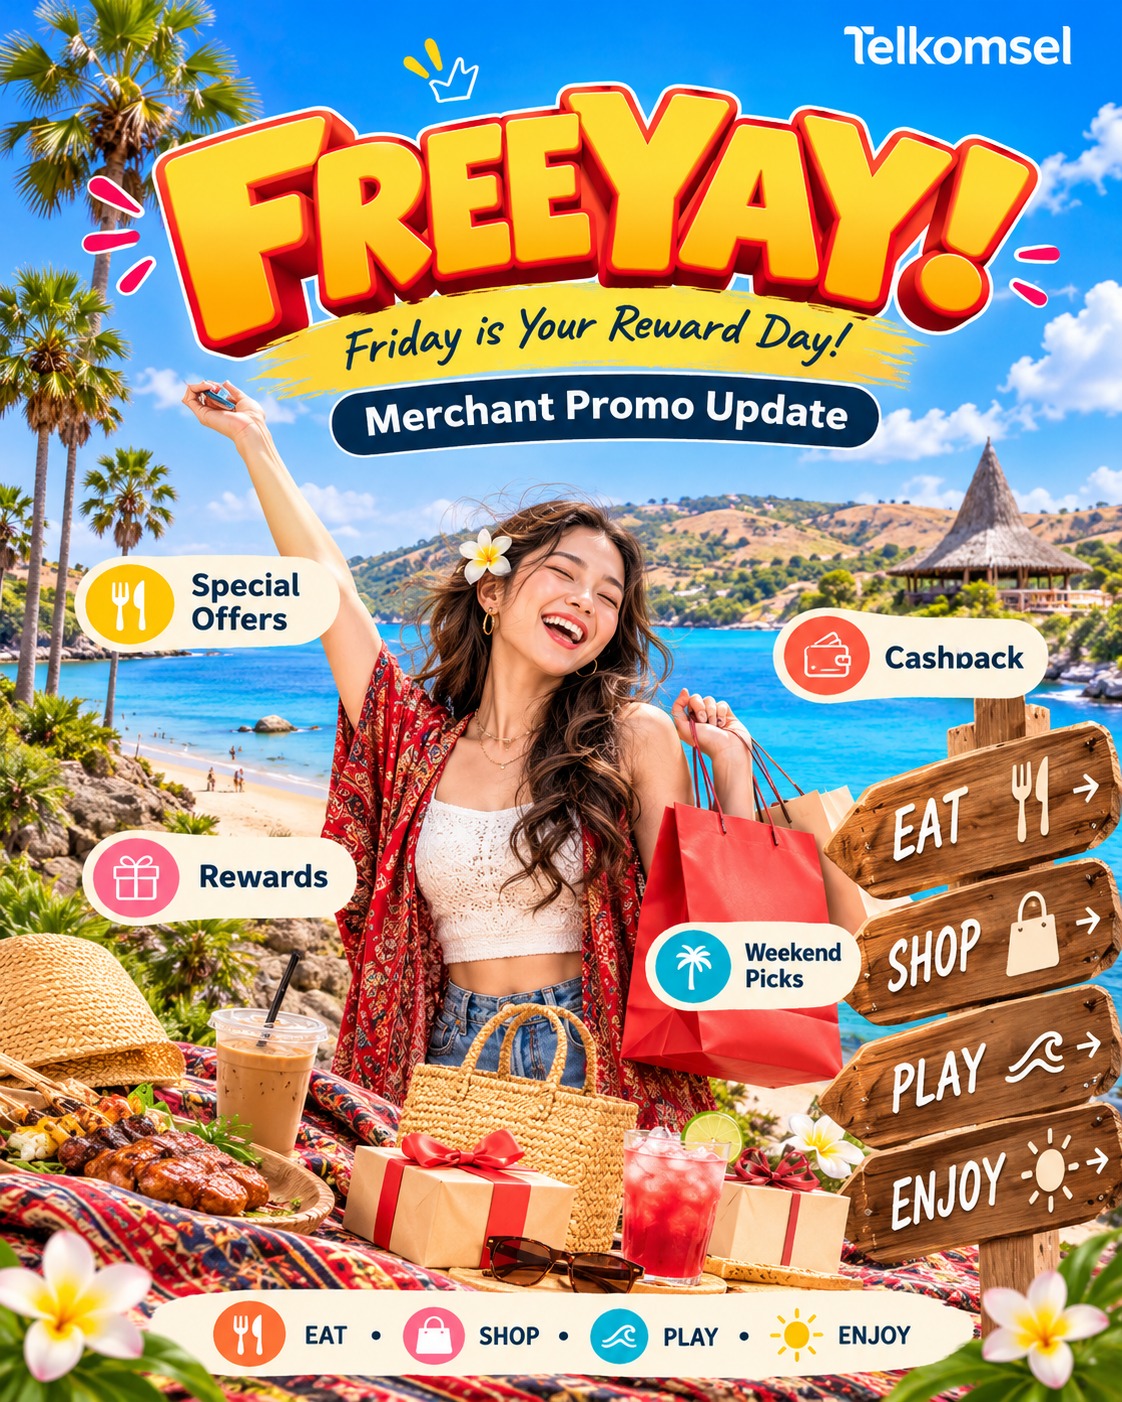 Telkomsel
FREEYAY!
Friday is Your Reward Day!
Merchant Promo Update
Special
Offers
Cashback
EAT
SHOP
Rewards
Weekend
Picks
PLAY
ENJOY
EAT • SHOP • PLAY • ENJOY